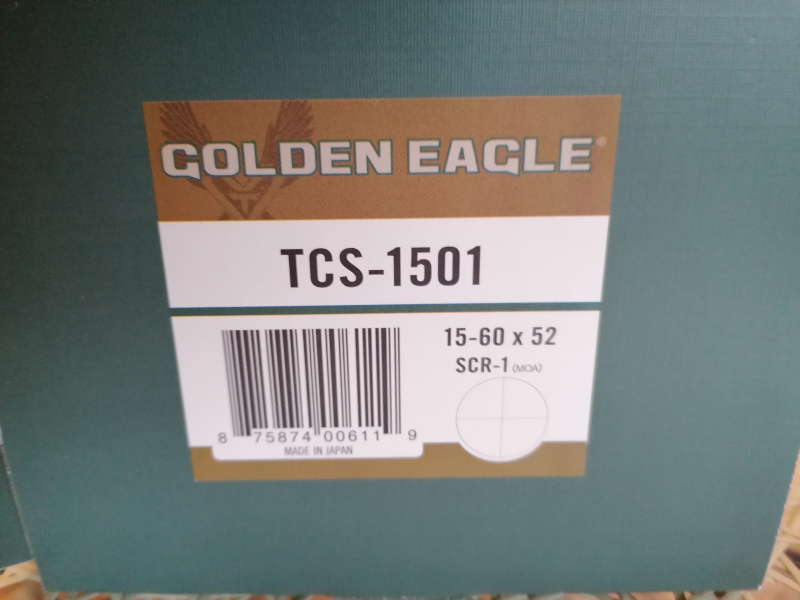 GOLDEN EAGLE®
TCS-1501
15-60 x 52
SCR-1 (MOA)
8 75874 00611 9
MADE IN JAPAN